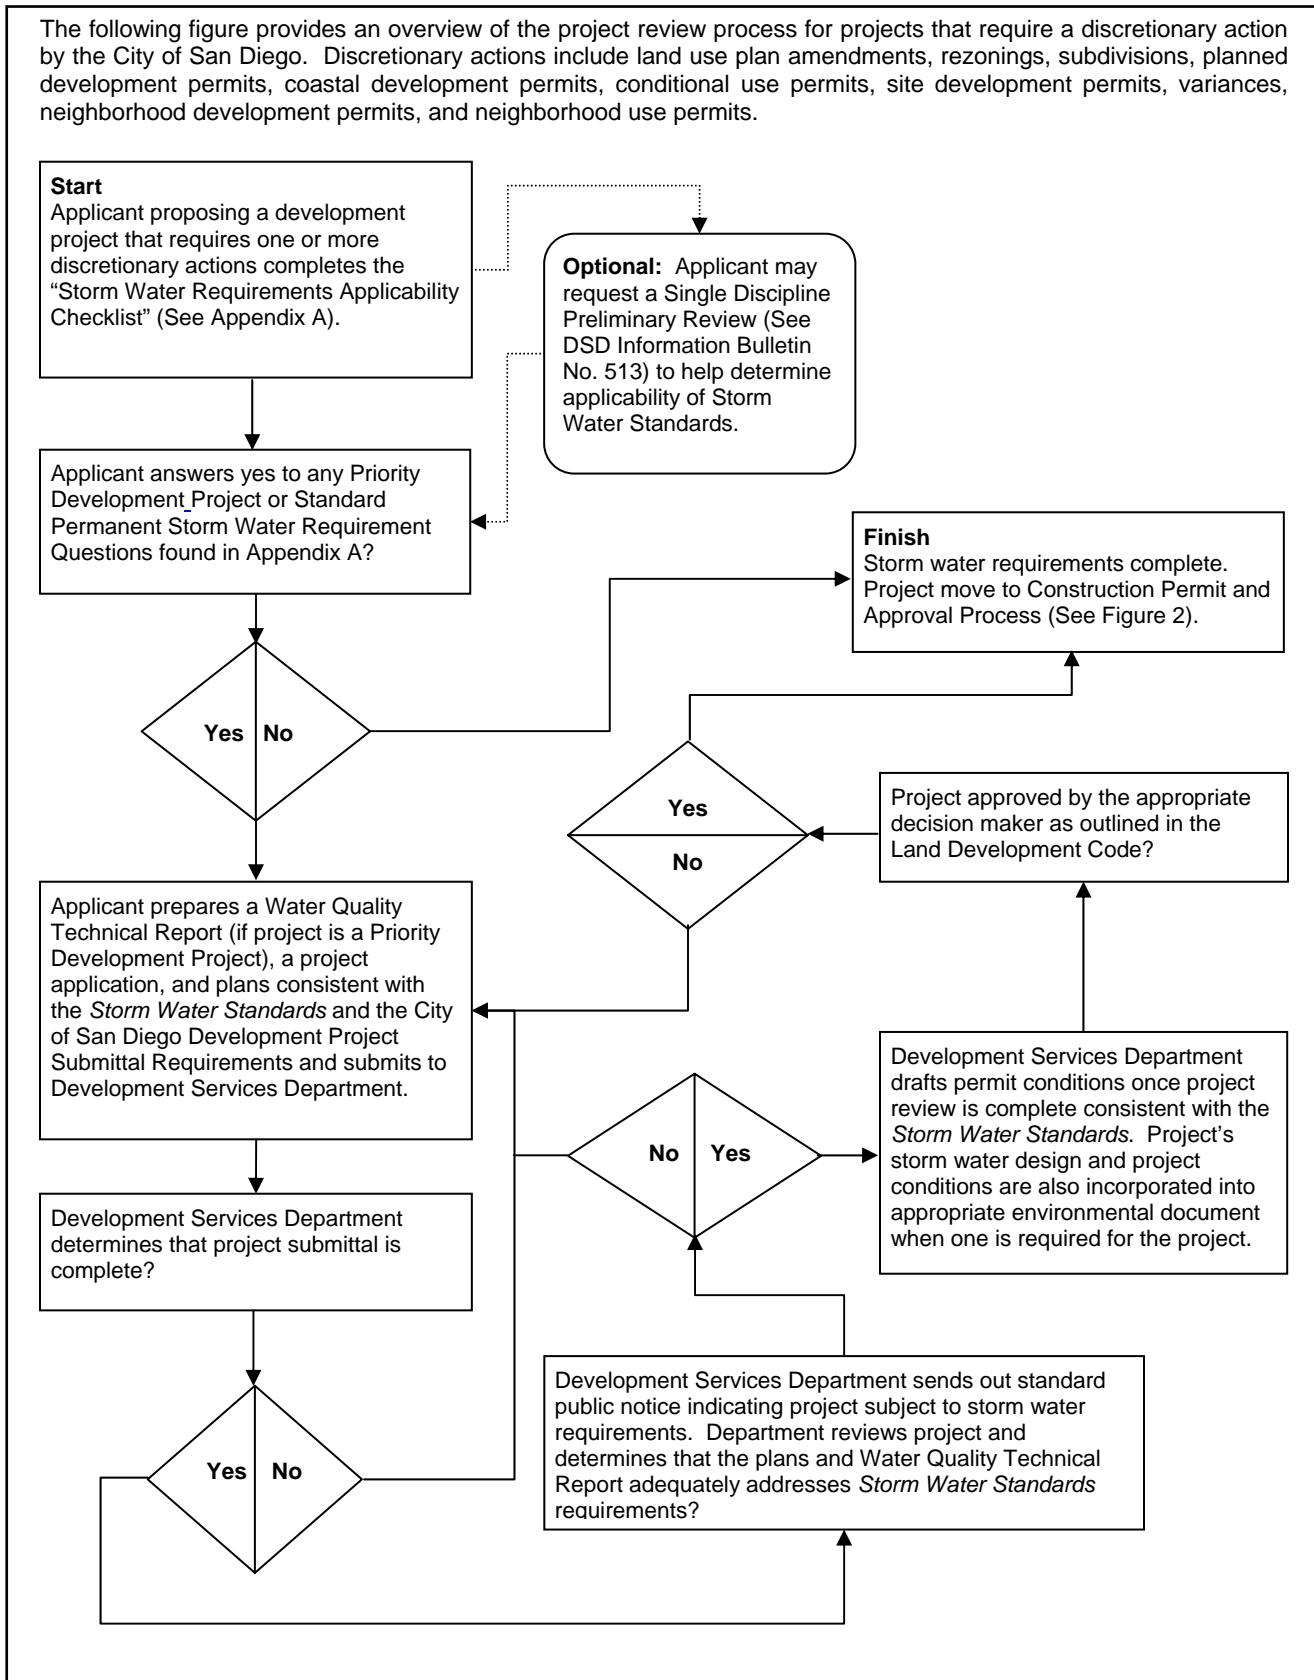 The following figure provides an overview of the project review process for projects that require a discretionary action
by the City of San Diego. Discretionary actions include land use plan amendments, rezonings, subdivisions, planned
development permits, coastal development permits, conditional use permits, site development permits, variances,
neighborhood development permits, and neighborhood use permits.
Start
Applicant proposing a development
project that requires one or more
discretionary actions completes the
“Storm Water Requirements Applicability
Checklist” (See Appendix A).
Optional: Applicant may
request a Single Discipline
Preliminary Review (See
DSD Information Bulletin
No. 513) to help determine
applicability of Storm
Water Standards.
Applicant answers yes to any Priority
Development Project or Standard
Permanent Storm Water Requirement
Questions found in Appendix A?
Finish
Storm water requirements complete.
Project move to Construction Permit and
Approval Process (See Figure 2).
Yes No
Yes
No
Project approved by the appropriate
decision maker as outlined in the
Land Development Code?
Applicant prepares a Water Quality
Technical Report (if project is a Priority
Development Project), a project
application, and plans consistent with
the Storm Water Standards and the City
of San Diego Development Project
Submittal Requirements and submits to
Development Services Department.
No Yes
Development Services Department
drafts permit conditions once project
review is complete consistent with the
Storm Water Standards. Project’s
storm water design and project
conditions are also incorporated into
appropriate environmental document
when one is required for the project.
Development Services Department
determines that project submittal is
complete?
Yes No
Development Services Department sends out standard
public notice indicating project subject to storm water
requirements. Department reviews project and
determines that the plans and Water Quality Technical
Report adequately addresses Storm Water Standards
requirements?